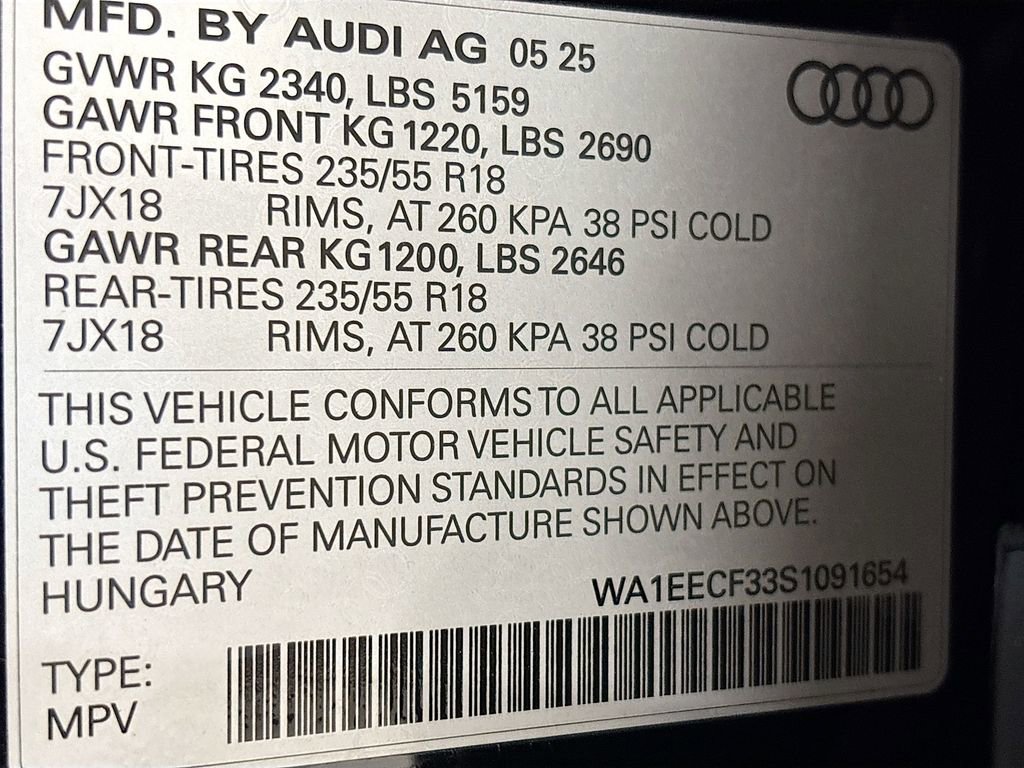 MFD. BY AUDI AG 05 25
GVWR KG 2340, LBS 5159
GAWR FRONT KG 1220, LBS 2690
FRONT-TIRES 235/55 R18
7JX18 RIMS, AT 260 KPA 38 PSI COLD
GAWR REAR KG 1200, LBS 2646
REAR-TIRES 235/55 R18
7JX18 RIMS, AT 260 KPA 38 PSI COLD
THIS VEHICLE CONFORMS TO ALL APPLICABLE
U.S. FEDERAL MOTOR VEHICLE SAFETY AND
THEFT PREVENTION STANDARDS IN EFFECT ON
THE DATE OF MANUFACTURE SHOWN ABOVE.
HUNGARY WA1EECF33S1091654
TYPE:
MPV